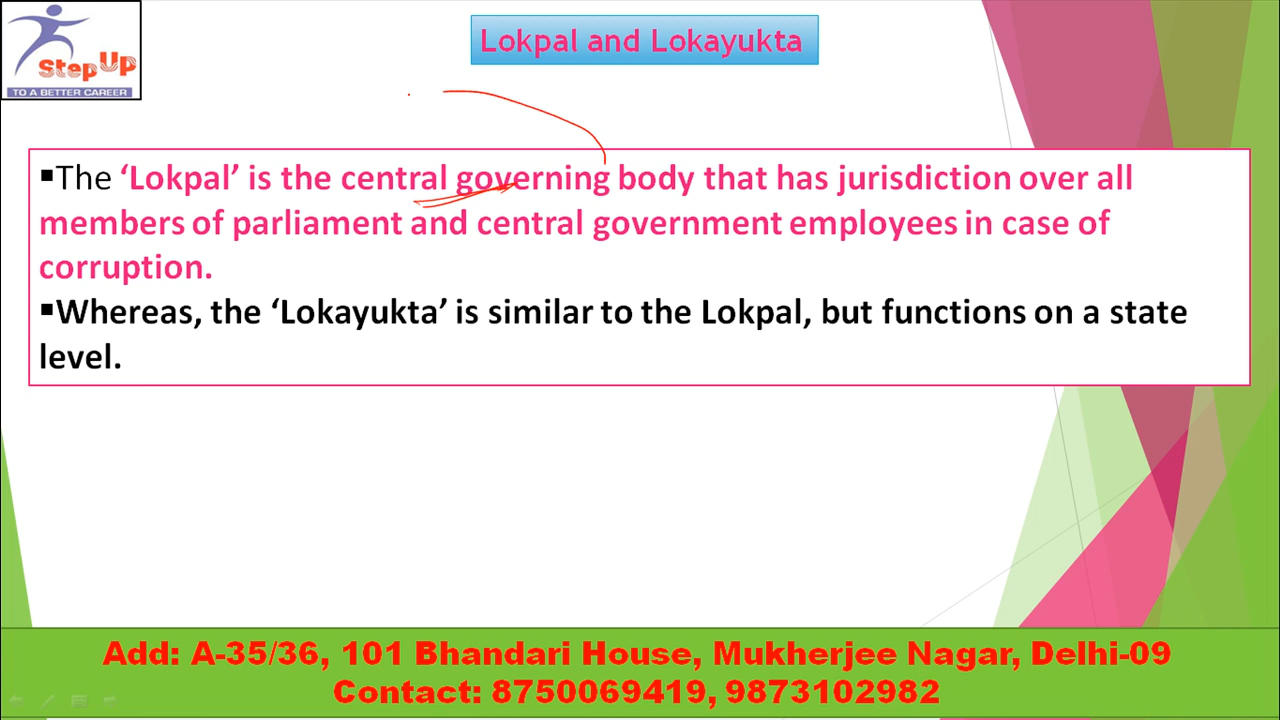 Step Up
TO A BETTER CAREER
Lokpal and Lokayukta
▪The ‘Lokpal’ is the central governing body that has jurisdiction over all
members of parliament and central government employees in case of
corruption.
▪Whereas, the ‘Lokayukta’ is similar to the Lokpal, but functions on a state
level.
Add: A-35/36, 101 Bhandari House, Mukherjee Nagar, Delhi-09
Contact: 8750069419, 9873102982